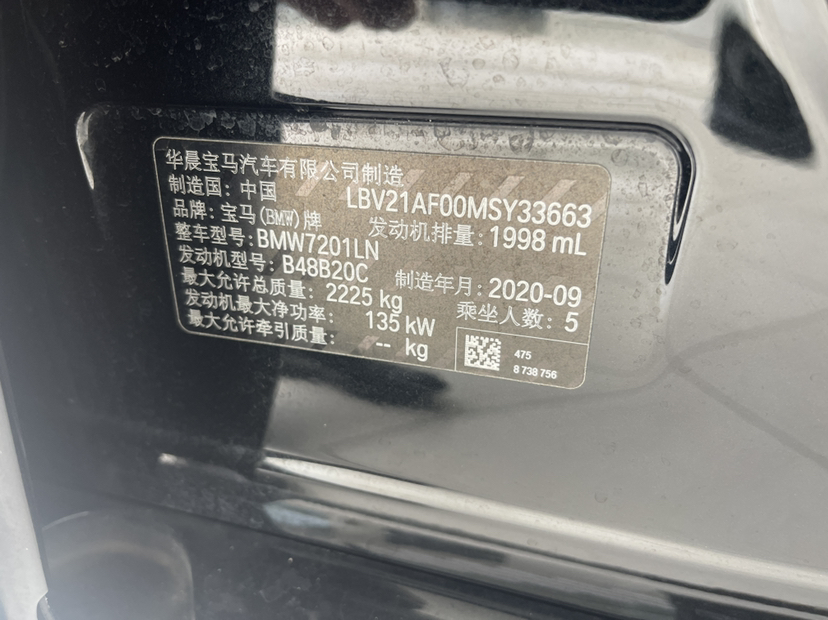 华晨宝马汽车有限公司制造
制造国: 中国 LBV21AF00MSY33663
品牌: 宝马(BMW)牌 发动机排量: 1998 mL
整车型号: BMW7201LN
发动机型号: B48B20C 制造年月: 2020-09
最大允许总质量: 2225 kg 乘坐人数: 5
发动机最大净功率: 135 kW
最大允许牵引质量: -- kg
475
8 738 756